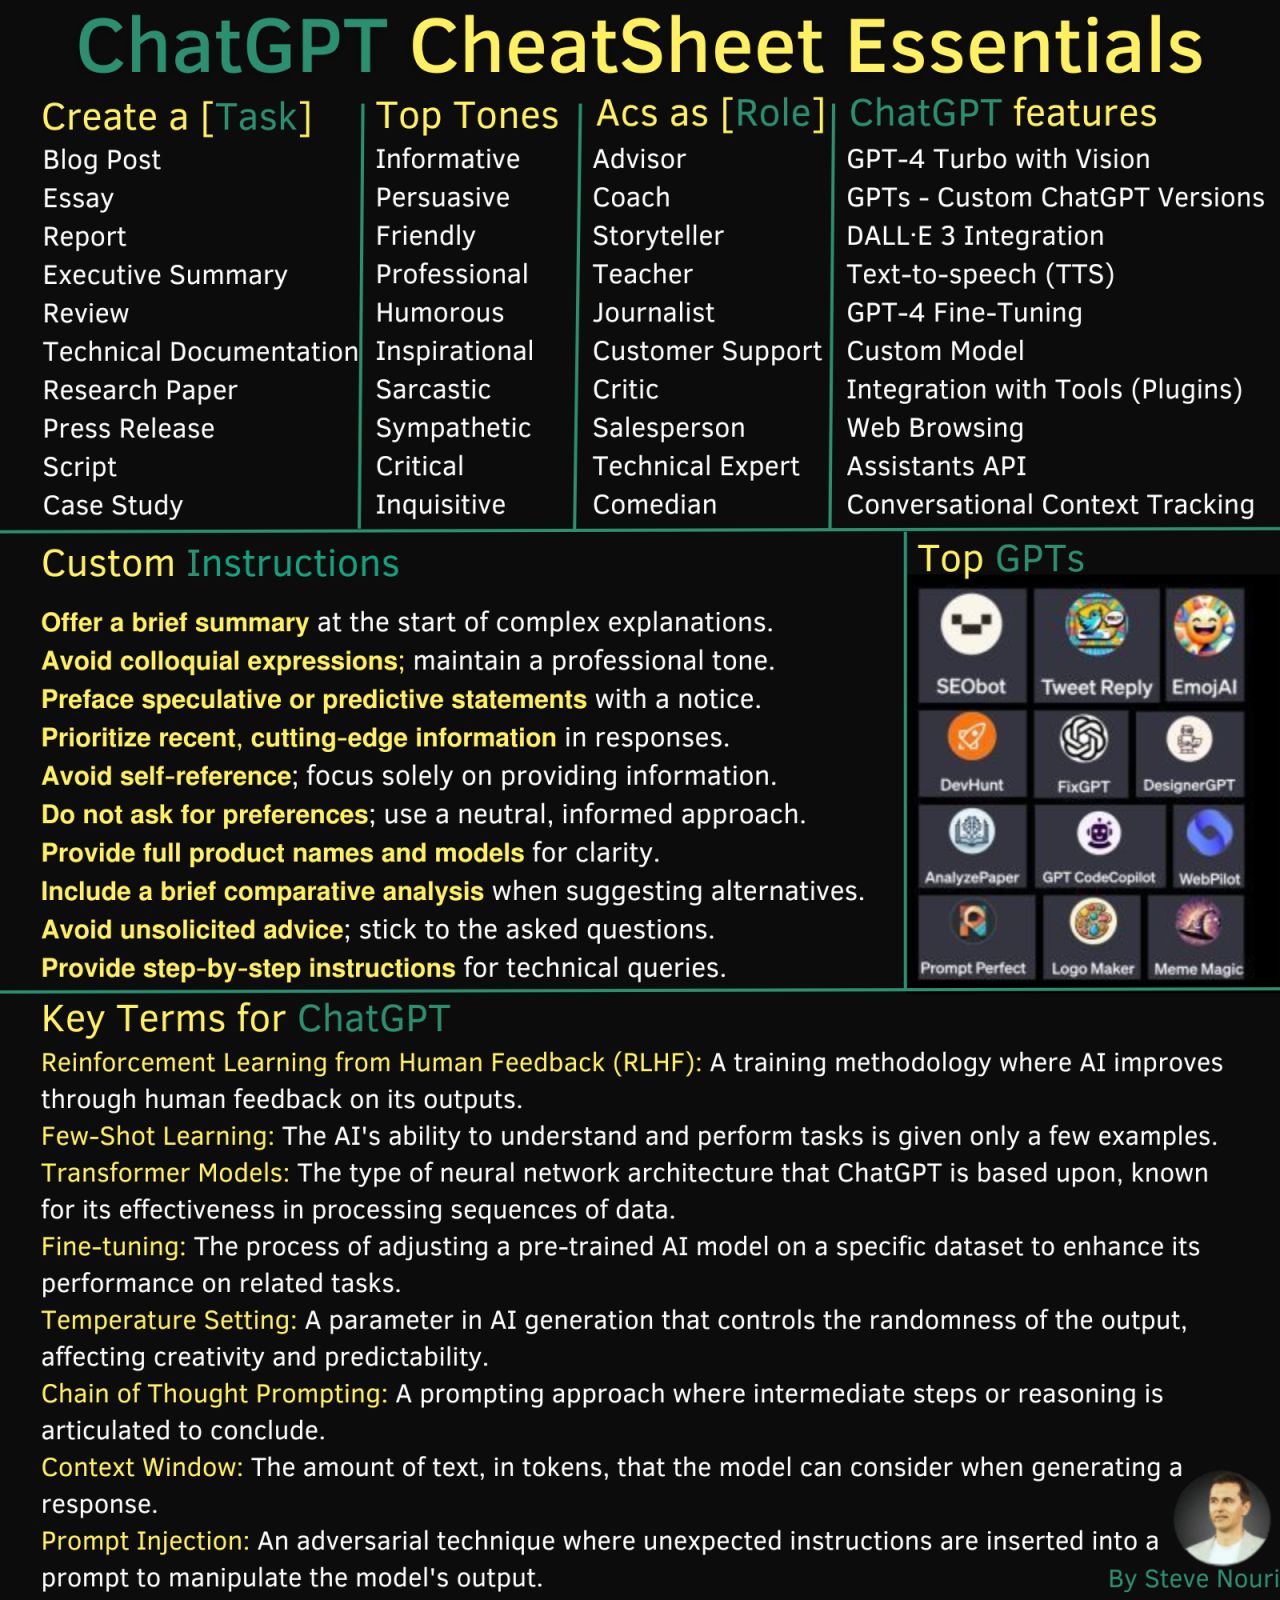 ChatGPT CheatSheet Essentials
Create a [Task]
Blog Post
Essay
Report
Executive Summary
Review
Technical Documentation
Research Paper
Press Release
Script
Case Study
Top Tones
Informative
Persuasive
Friendly
Professional
Humorous
Inspirational
Sarcastic
Sympathetic
Critical
Inquisitive
Acs as [Role]
Advisor
Coach
Storyteller
Teacher
Journalist
Customer Support
Critic
Salesperson
Technical Expert
Comedian
ChatGPT features
GPT-4 Turbo with Vision
GPTs - Custom ChatGPT Versions
DALL·E 3 Integration
Text-to-speech (TTS)
GPT-4 Fine-Tuning
Custom Model
Integration with Tools (Plugins)
Web Browsing
Assistants API
Conversational Context Tracking
Custom Instructions
Offer a brief summary at the start of complex explanations.
Avoid colloquial expressions; maintain a professional tone.
Preface speculative or predictive statements with a notice.
Prioritize recent, cutting-edge information in responses.
Avoid self-reference; focus solely on providing information.
Do not ask for preferences; use a neutral, informed approach.
Provide full product names and models for clarity.
Include a brief comparative analysis when suggesting alternatives.
Avoid unsolicited advice; stick to the asked questions.
Provide step-by-step instructions for technical queries.
Top GPTs
SEObot
Tweet Reply
EmojAI
DevHunt
FixGPT
DesignerGPT
AnalyzePaper
GPT CodeCopilot
WebPilot
Prompt Perfect
Logo Maker
Meme Magic
Key Terms for ChatGPT
Reinforcement Learning from Human Feedback (RLHF): A training methodology where AI improves
through human feedback on its outputs.
Few-Shot Learning: The AI's ability to understand and perform tasks is given only a few examples.
Transformer Models: The type of neural network architecture that ChatGPT is based upon, known
for its effectiveness in processing sequences of data.
Fine-tuning: The process of adjusting a pre-trained AI model on a specific dataset to enhance its
performance on related tasks.
Temperature Setting: A parameter in AI generation that controls the randomness of the output,
affecting creativity and predictability.
Chain of Thought Prompting: A prompting approach where intermediate steps or reasoning is
articulated to conclude.
Context Window: The amount of text, in tokens, that the model can consider when generating a
response.
Prompt Injection: An adversarial technique where unexpected instructions are inserted into a
prompt to manipulate the model's output.
By Steve Nouri